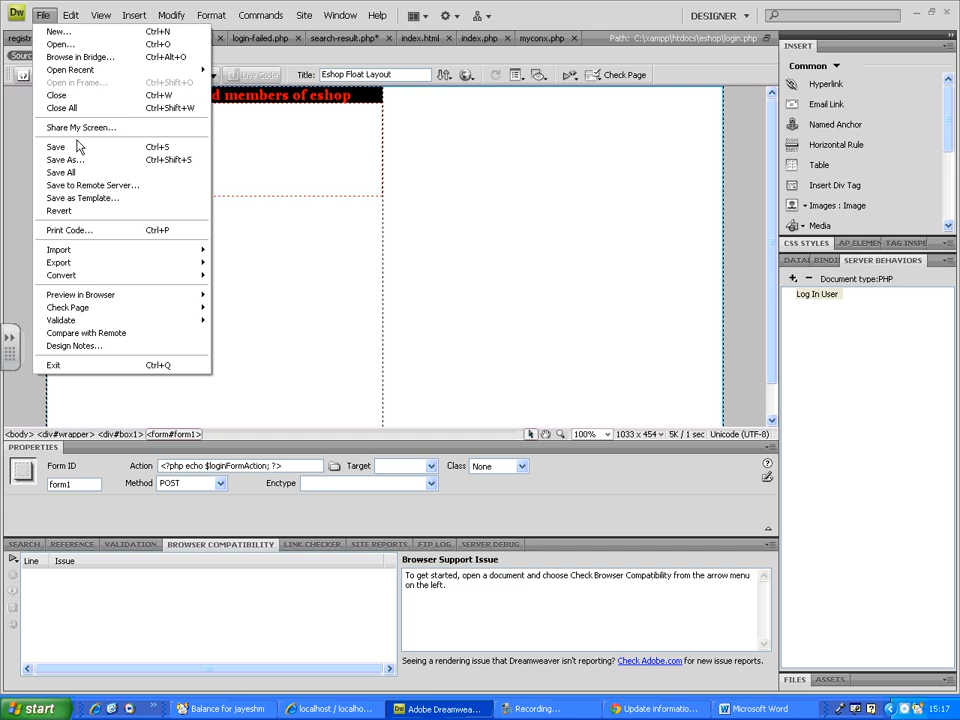 Dw File Edit View Insert Modify Format Commands Site Window Help DESIGNER
login-failed.php search-result.php* index.html index.php myconx.php Path: C:\xampp\htdocs\eshop\login.php
Live Code Title: Eshop Float Layout Check Page
d members of eshop
New... Ctrl+N
Open... Ctrl+O
Browse in Bridge... Ctrl+Alt+O
Open Recent
Open in Frame... Ctrl+Shift+O
Close Ctrl+W
Close All Ctrl+Shift+W
Share My Screen...
Save Ctrl+S
Save As... Ctrl+Shift+S
Save All
Save to Remote Server...
Save as Template...
Revert
Print Code... Ctrl+P
Import
Export
Convert
Preview in Browser
Check Page
Validate
Compare with Remote
Design Notes...
Exit Ctrl+Q
INSERT
Common
Hyperlink
Email Link
Named Anchor
Horizontal Rule
Table
Insert Div Tag
Images : Image
Media
CSS STYLES AP ELEMEN TAG INSPE
DATA BINDI SERVER BEHAVIORS
Document type:PHP
Log In User
<body> <div#wrapper> <div#box1> <form#form1> 100% 1033 x 454 5K / 1 sec Unicode (UTF-8)
PROPERTIES
Form ID Action <?php echo $loginFormAction; ?> Target Class None
form1 Method POST Enctype
SEARCH REFERENCE VALIDATION BROWSER COMPATIBILITY LINK CHECKER SITE REPORTS FTP LOG SERVER DEBUG
Line Issue
Browser Support Issue
To get started, open a document and choose Check Browser Compatibility from the arrow menu
on the left.
Seeing a rendering issue that Dreamweaver isn't reporting? Check Adobe.com for new issue reports.
FILES ASSETS
start Balance for jayeshm localhost / localho... Adobe Dreamwea... Recording... Update informatio... Microsoft Word 15:17